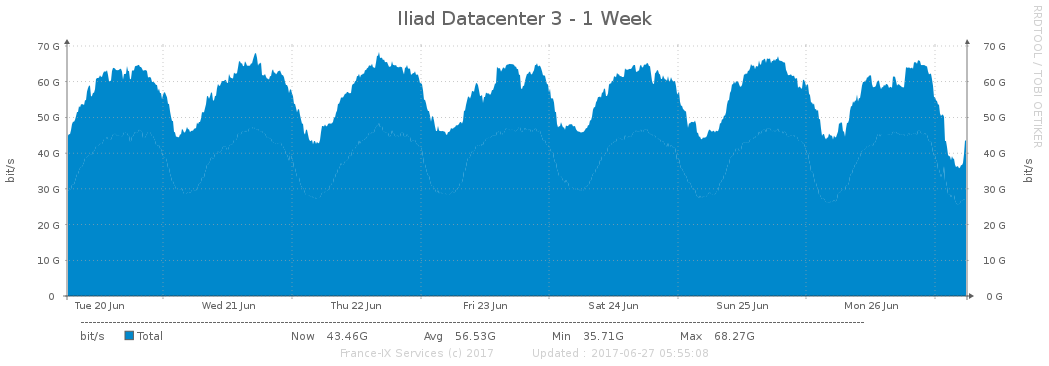 Iliad Datacenter 3 - 1 Week
RRDTOOL / TOBI OETIKER
bit/s
70 G
60 G
50 G
40 G
30 G
20 G
10 G
0
70 G
60 G
50 G
40 G
30 G
20 G
10 G
0 G
bit/s
Tue 20 Jun Wed 21 Jun Thu 22 Jun Fri 23 Jun Sat 24 Jun Sun 25 Jun Mon 26 Jun
bit/s Total Now 43.46G Avg 56.53G Min 35.71G Max 68.27G
France-IX Services (c) 2017 Updated : 2017-06-27 05:55:08